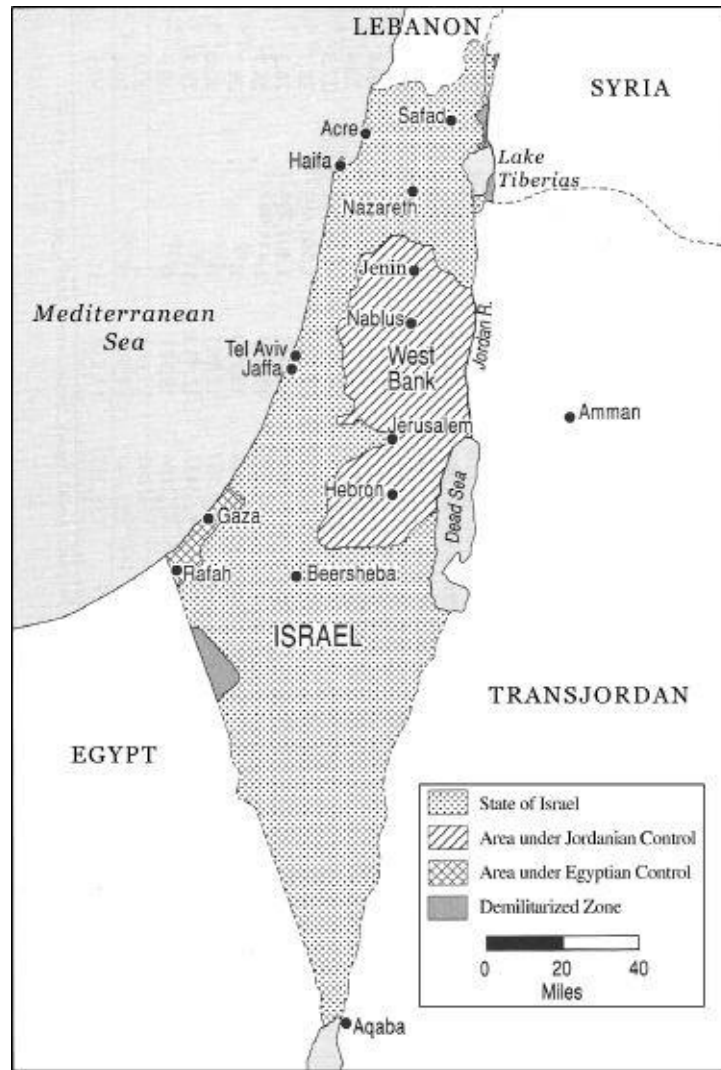 LEBANON
SYRIA
Safad
Acre
Lake
Tiberias
Haifa
Nazareth
Jenin
Mediterranean
Sea
Nablus
Jordan R.
Tel Aviv
Jaffa
West
Bank
Amman
Jerusalem
Hebron
Dead Sea
Gaza
Rafah
Beersheba
ISRAEL
TRANSJORDAN
EGYPT
State of Israel
Area under Jordanian Control
Area under Egyptian Control
Demilitarized Zone
0 20 40
Miles
Aqaba